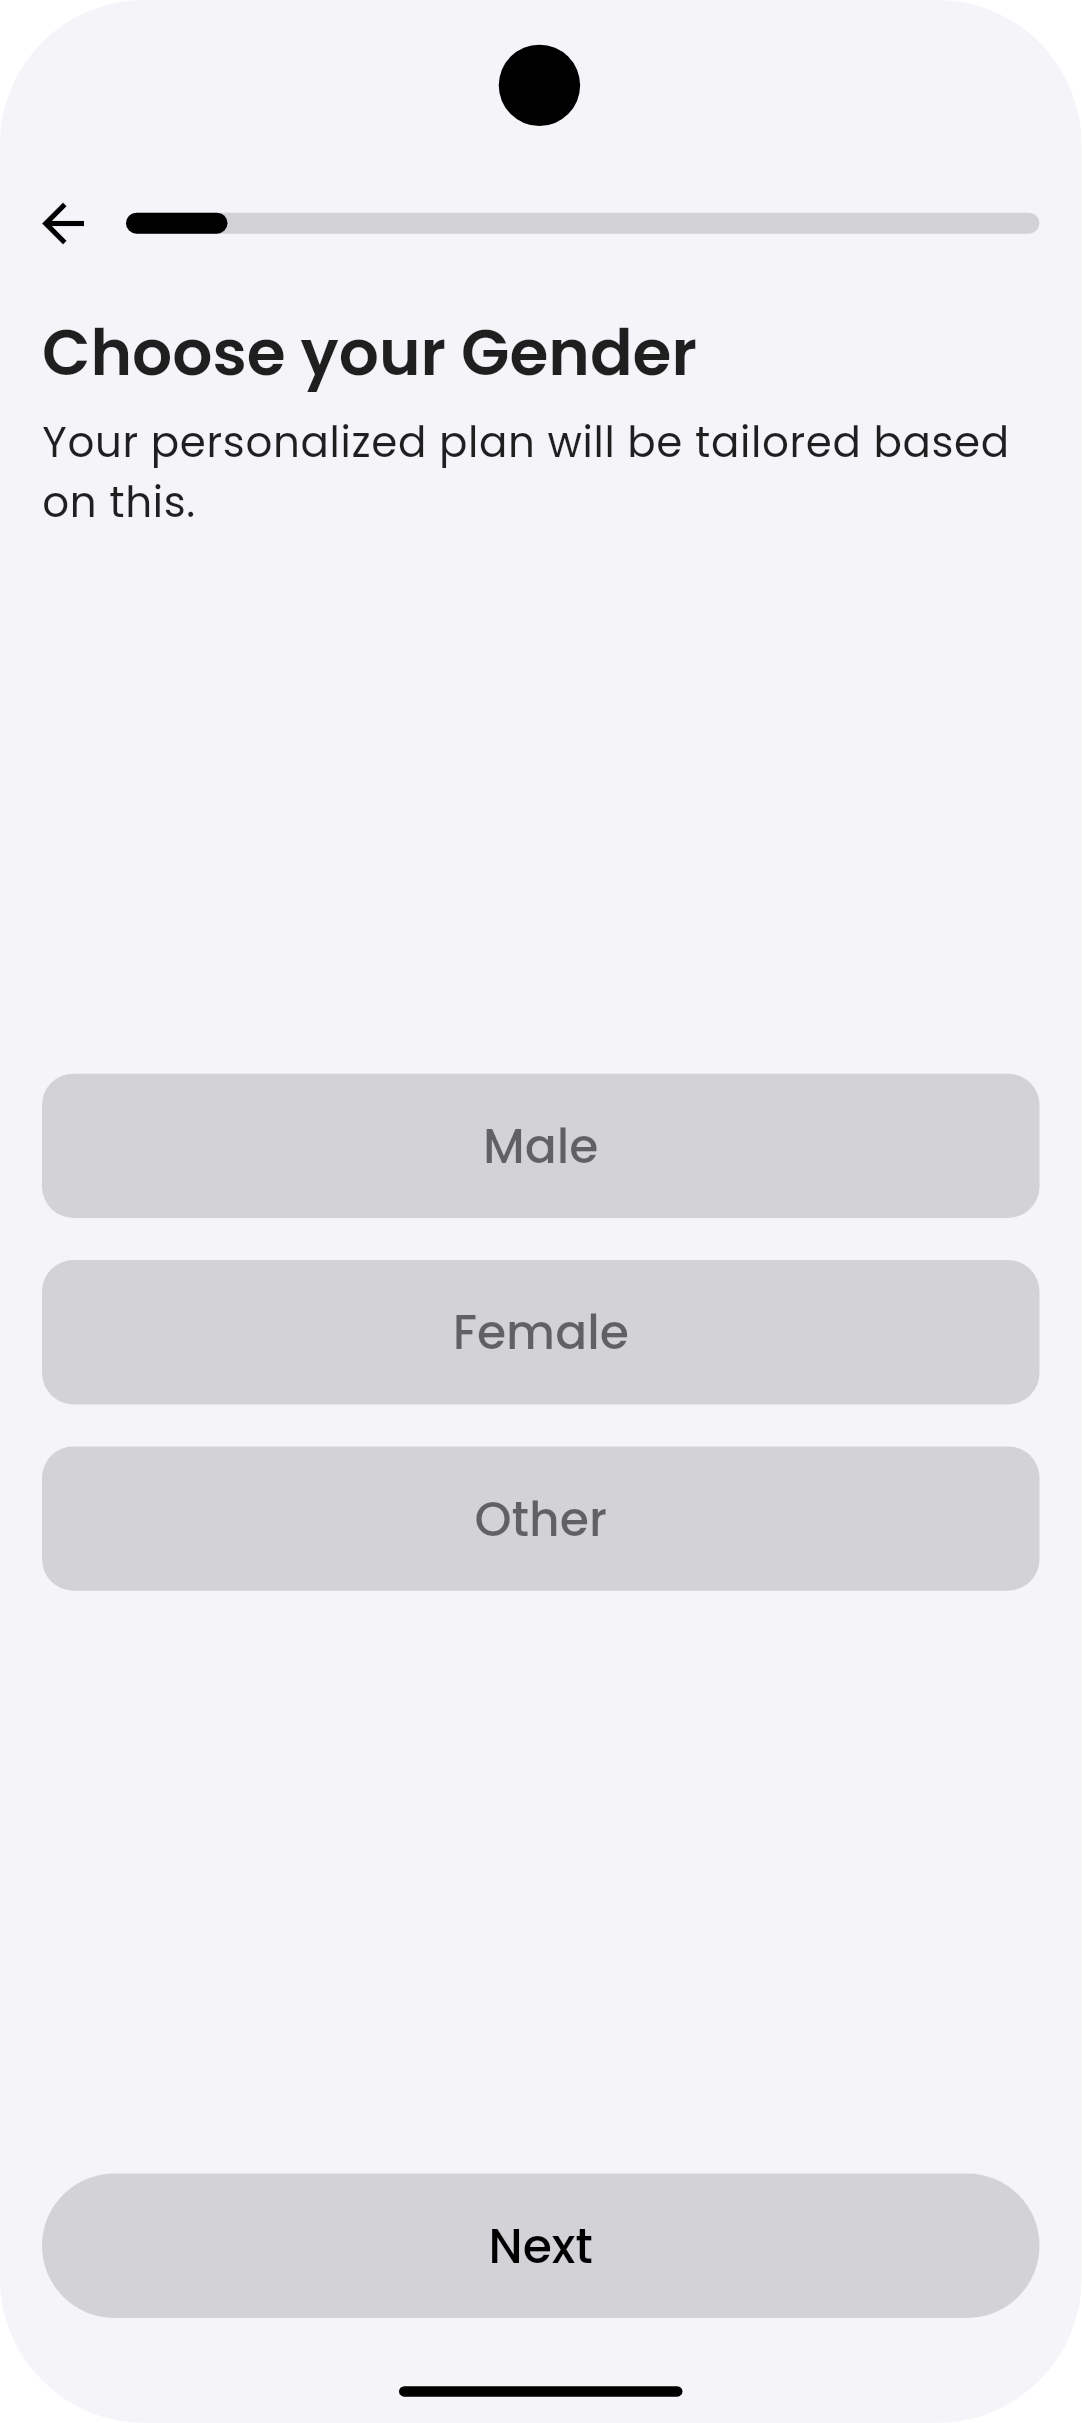 Choose your Gender
Your personalized plan will be tailored based
on this.
Male
Female
Other
Next